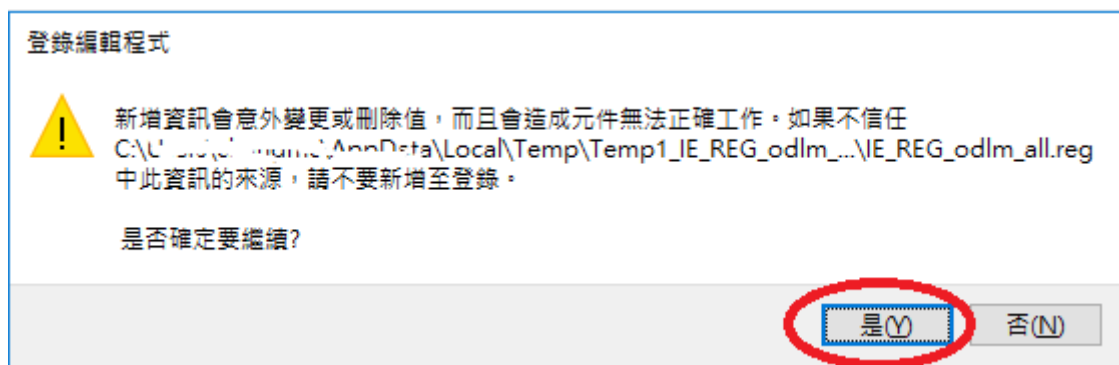 登錄編輯程式
新增資訊會意外變更或刪除值，而且會造成元件無法正確工作。如果不信任
\AppData\Local\Temp\Temp1_IE_REG_odlm_...\IE_REG_odlm_all.reg
中此資訊的來源，請不要新增至登錄。
是否確定要繼續?
是(Y)
否(N)